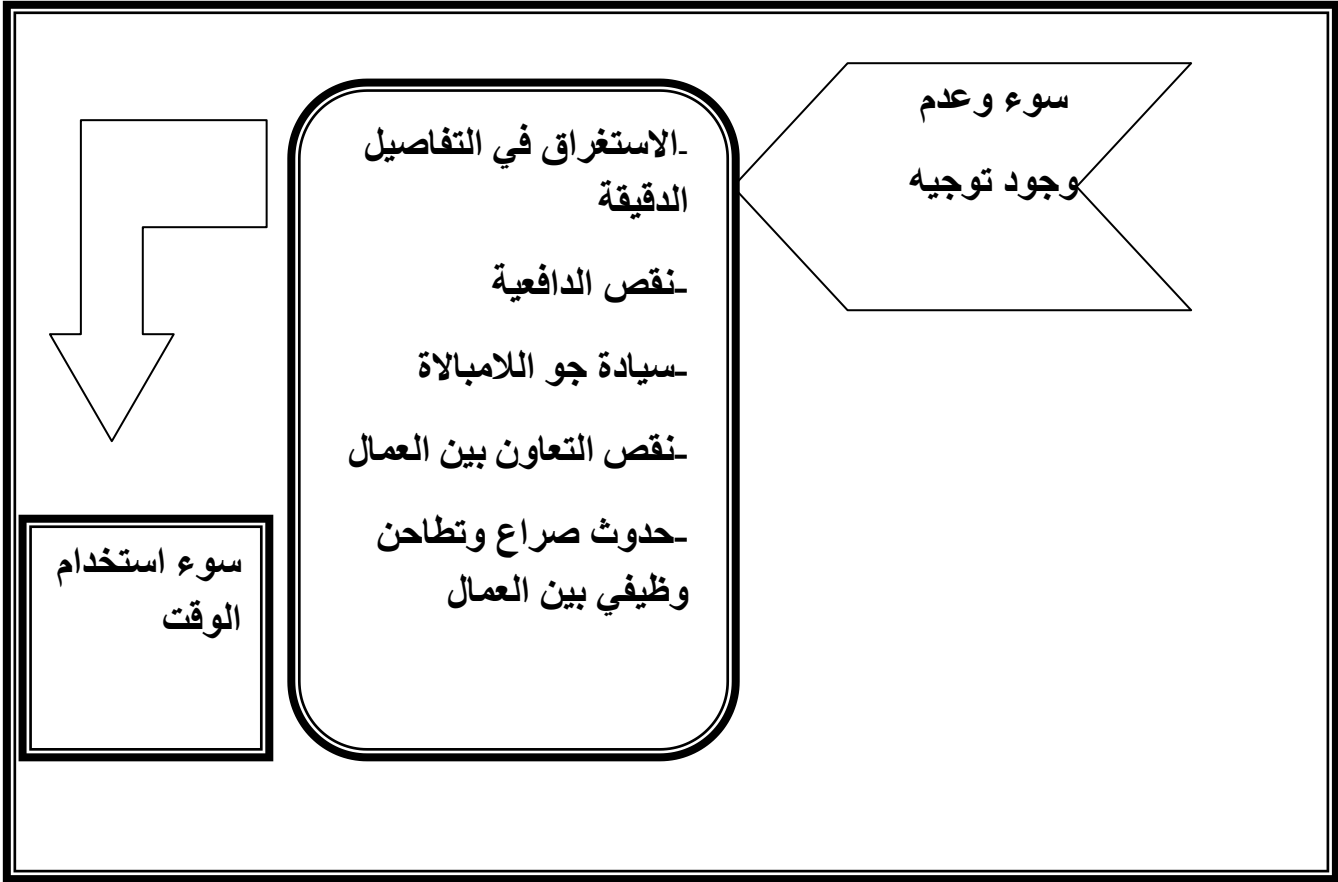 سوء وعدم
وجود توجيه
-الاستغراق في التفاصيل
الدقيقة
-نقص الدافعية
-سيادة جو اللامبالاة
-نقص التعاون بين العمال
-حدوث صراع وتطاحن
وظيفي بين العمال
سوء استخدام
الوقت